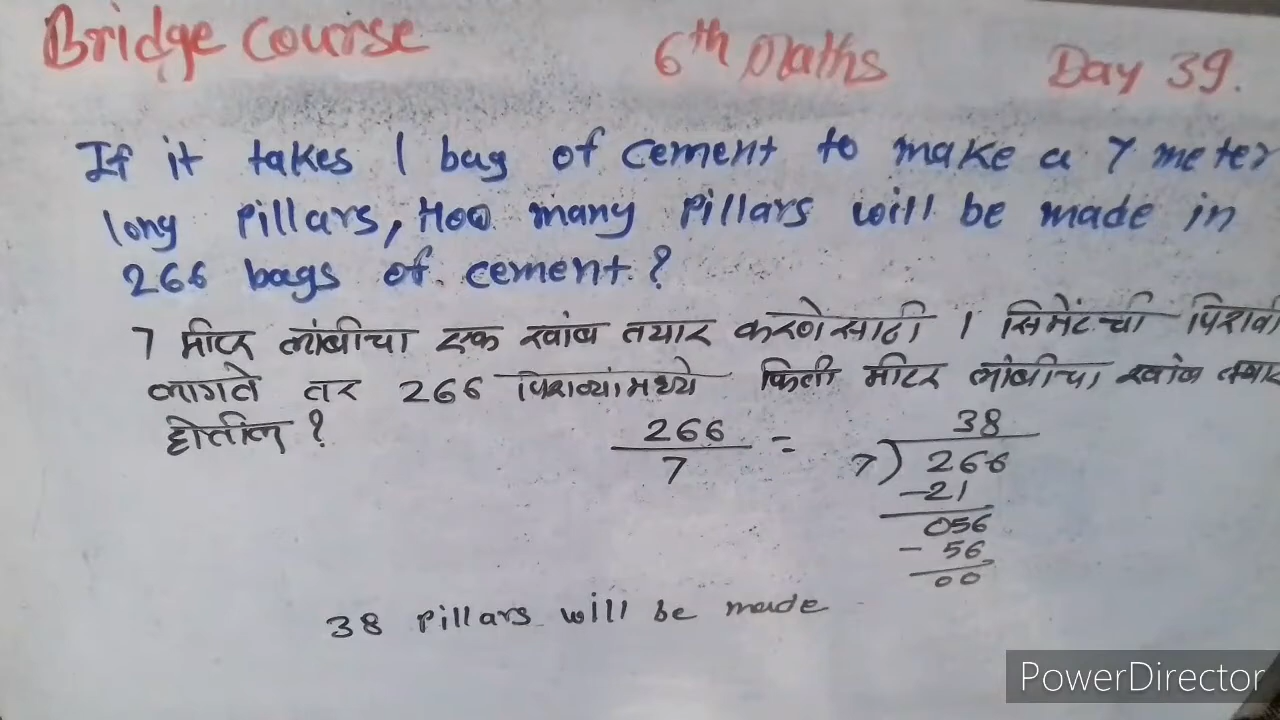 Bridge Course 6th Maths Day 39.
If it takes 1 bag of cement to make a 7 meter
long Pillars, Hoo many Pillars will be made in
266 bags of cement?
7 मीटर लांबीचा एक खांब तयार करणेसाठी 1 सिमेंटची पिशवी
लागते तर 266 पिशव्यांमध्ये किती मीटर लांबीचा खांब तयार
होतील?
266 / 7 =
38
7) 266
-21
056
- 56
00
38 Pillars will be made
PowerDirector